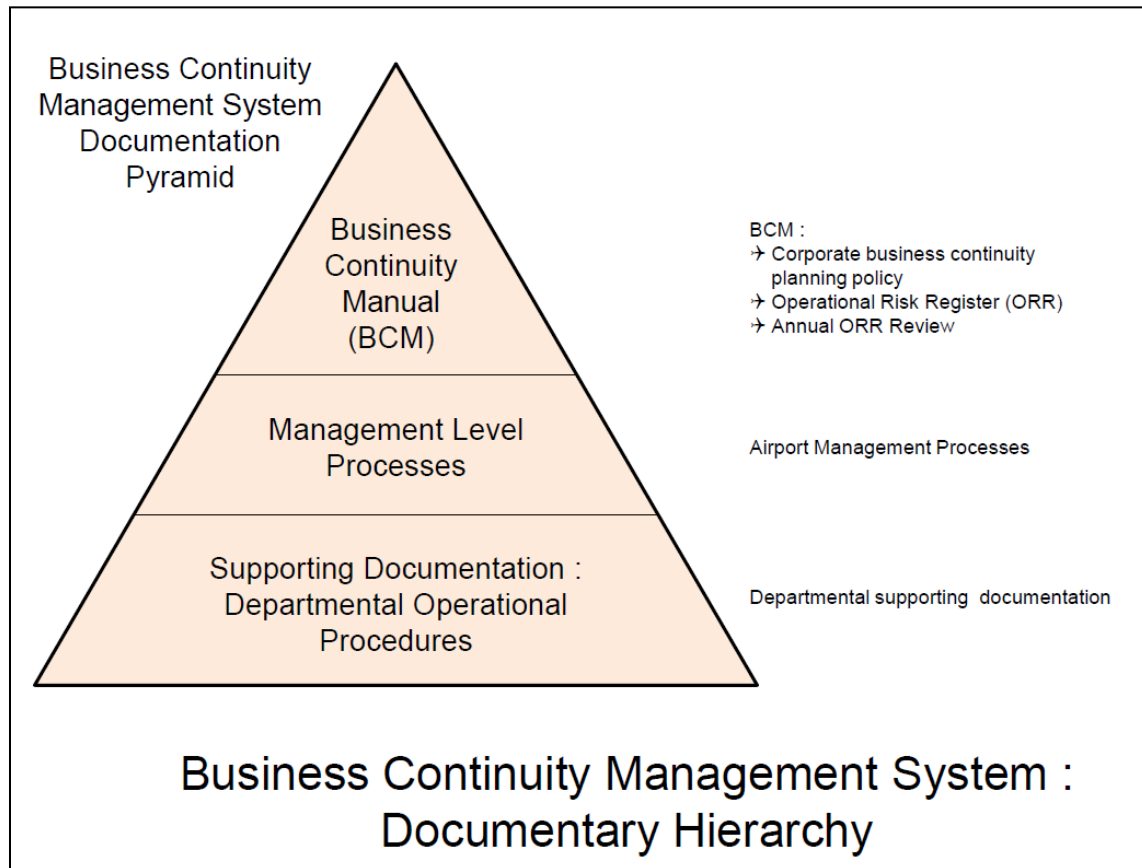 Business Continuity
Management System
Documentation
Pyramid
Business
Continuity
Manual
(BCM)
BCM :
✈ Corporate business continuity
planning policy
✈ Operational Risk Register (ORR)
✈ Annual ORR Review
Management Level
Processes
Airport Management Processes
Supporting Documentation :
Departmental Operational
Procedures
Departmental supporting documentation
Business Continuity Management System :
Documentary Hierarchy